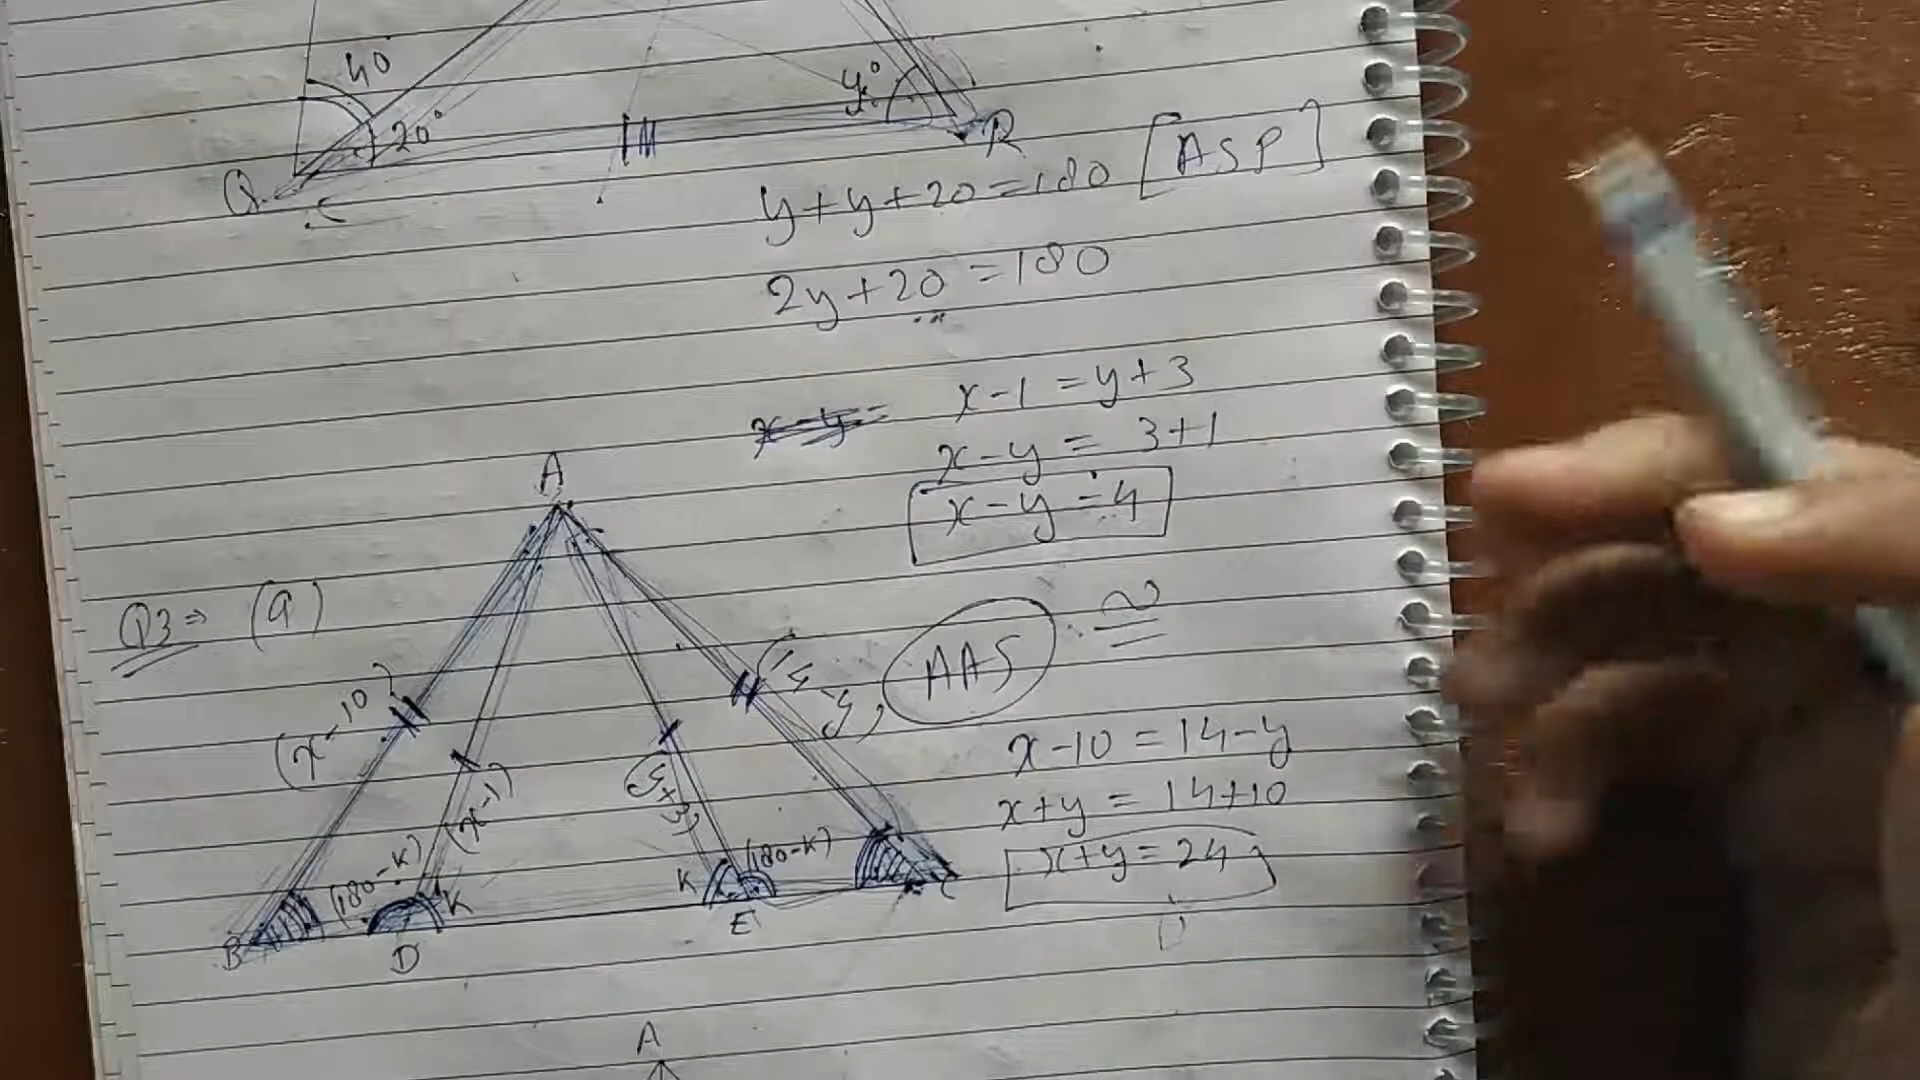 40°
20°
y°
Q
R
y+y+20=180 [ASP]
2y+20=180
x-1=y+3
x-y= 3+1
x-y=4
A
Q3⇒ (a)
(x-10)
(x-1)
(y+3)
AAS ≅
x-10=14-y
x+y= 14+10
x+y=24
(180-K)
K
K
(180-K)
B
D
E
C
A